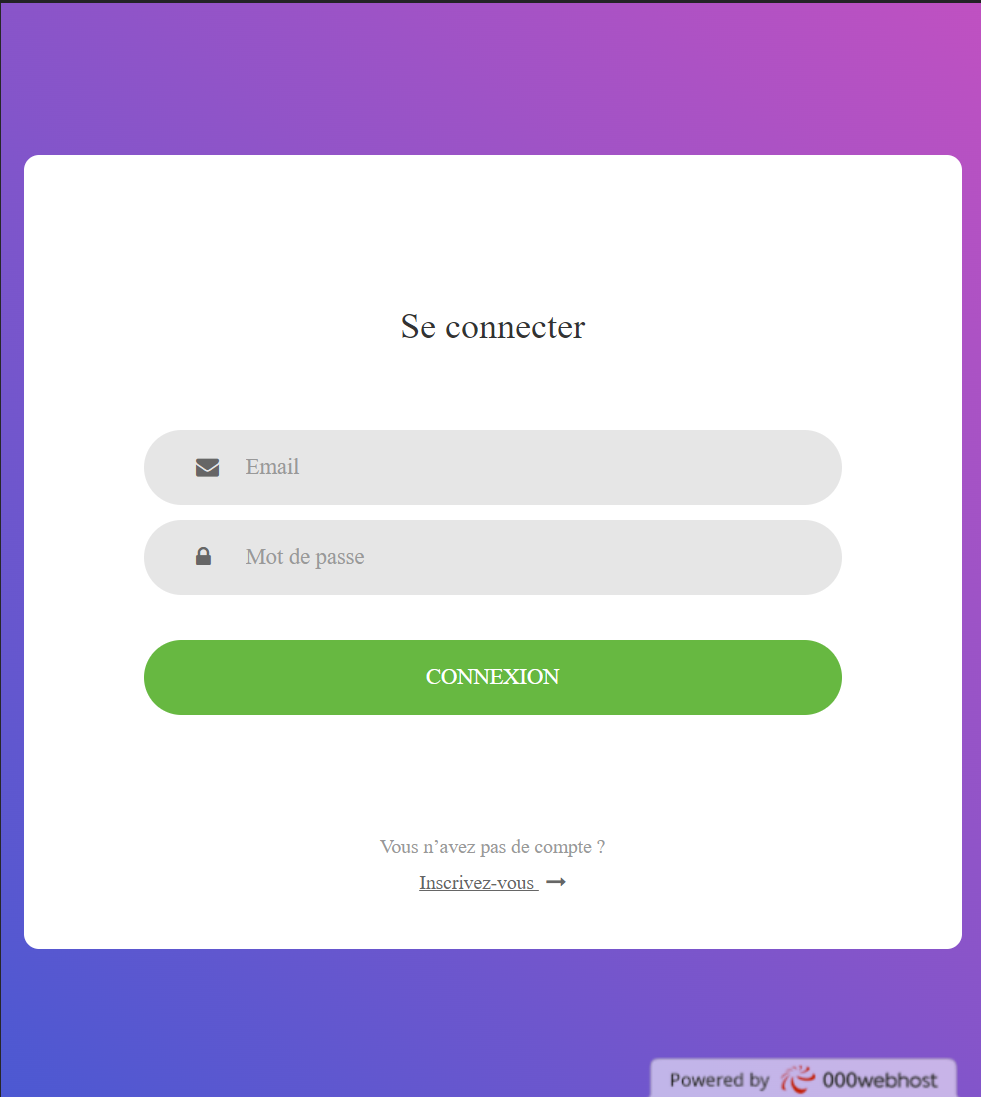 Se connecter
Email
Mot de passe
CONNEXION
Vous n’avez pas de compte ?
Inscrivez-vous
Powered by 000webhost